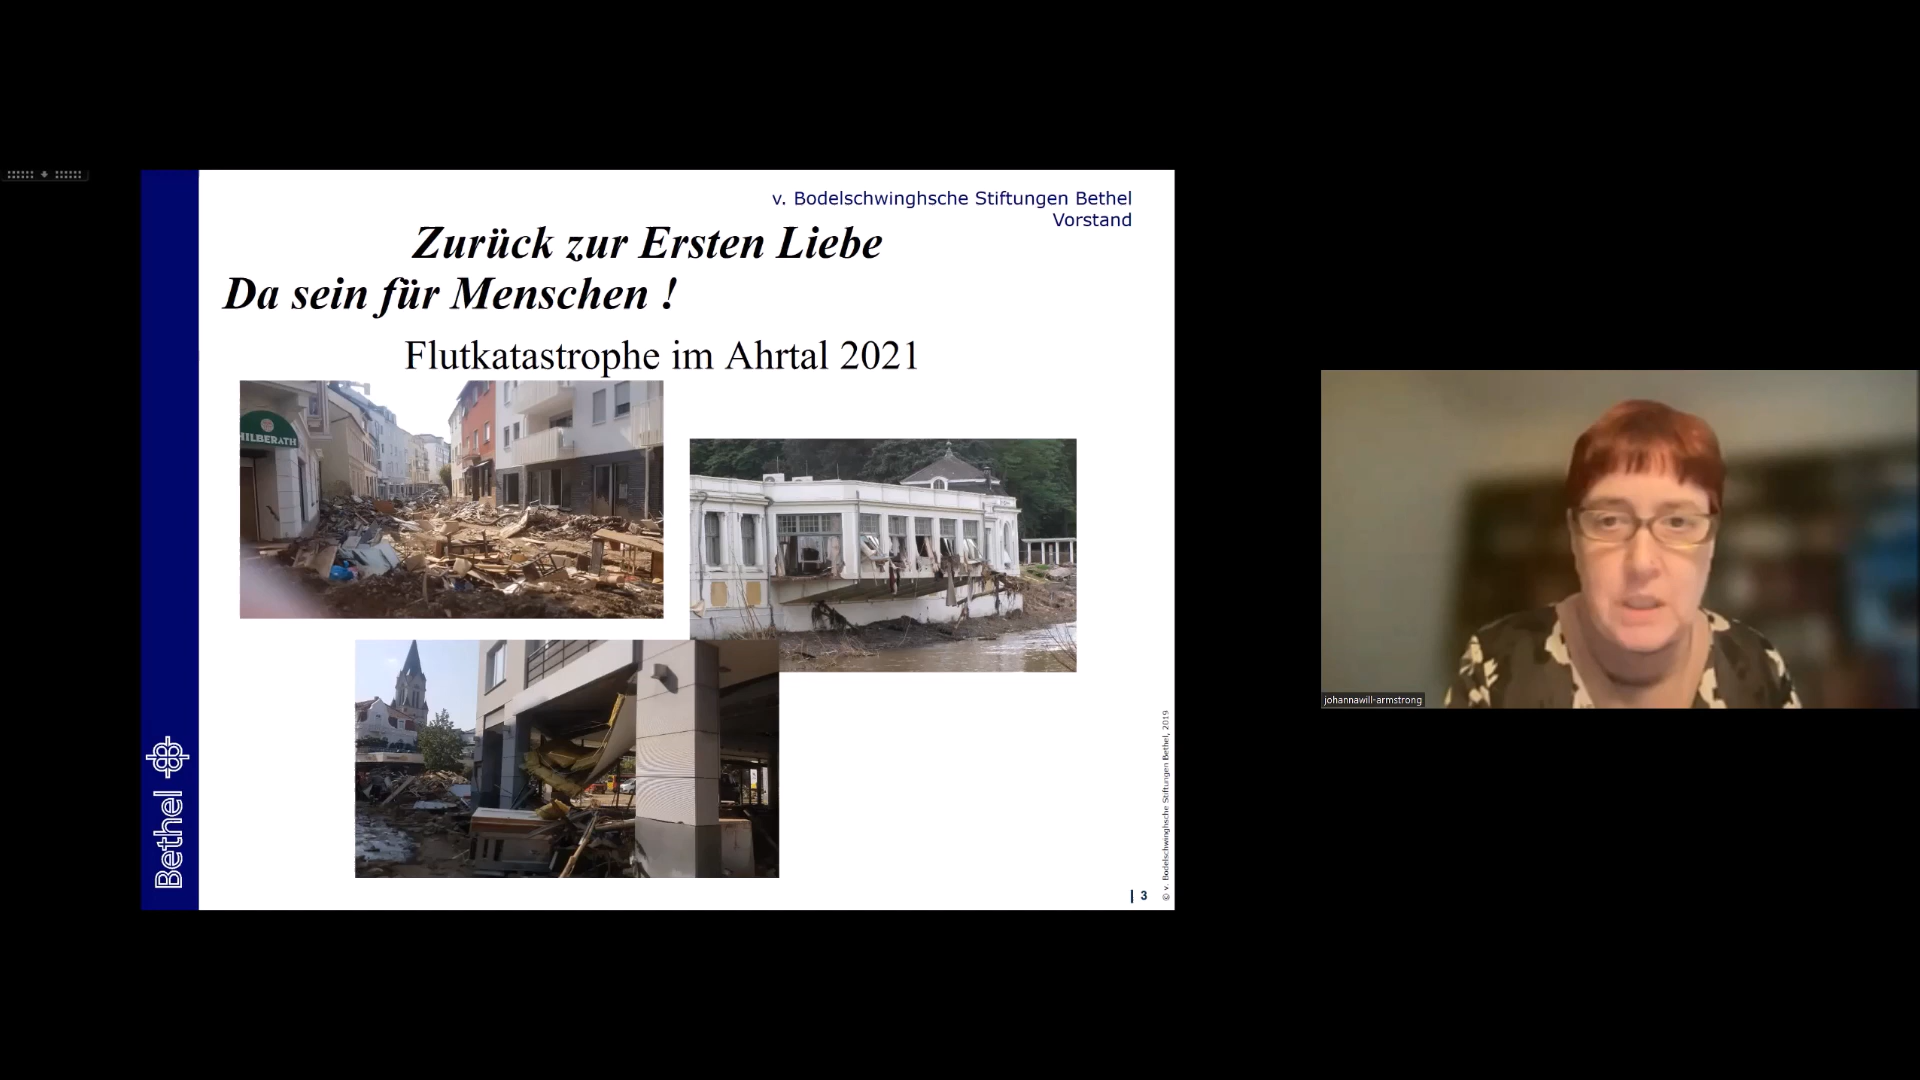 v. Bodelschwinghsche Stiftungen Bethel
Vorstand
Zurück zur Ersten Liebe
Da sein für Menschen !
Flutkatastrophe im Ahrtal 2021
HILBERATH
Bethel
© v. Bodelschwinghsche Stiftungen Bethel, 2019
| 3
johannawill-armstrong